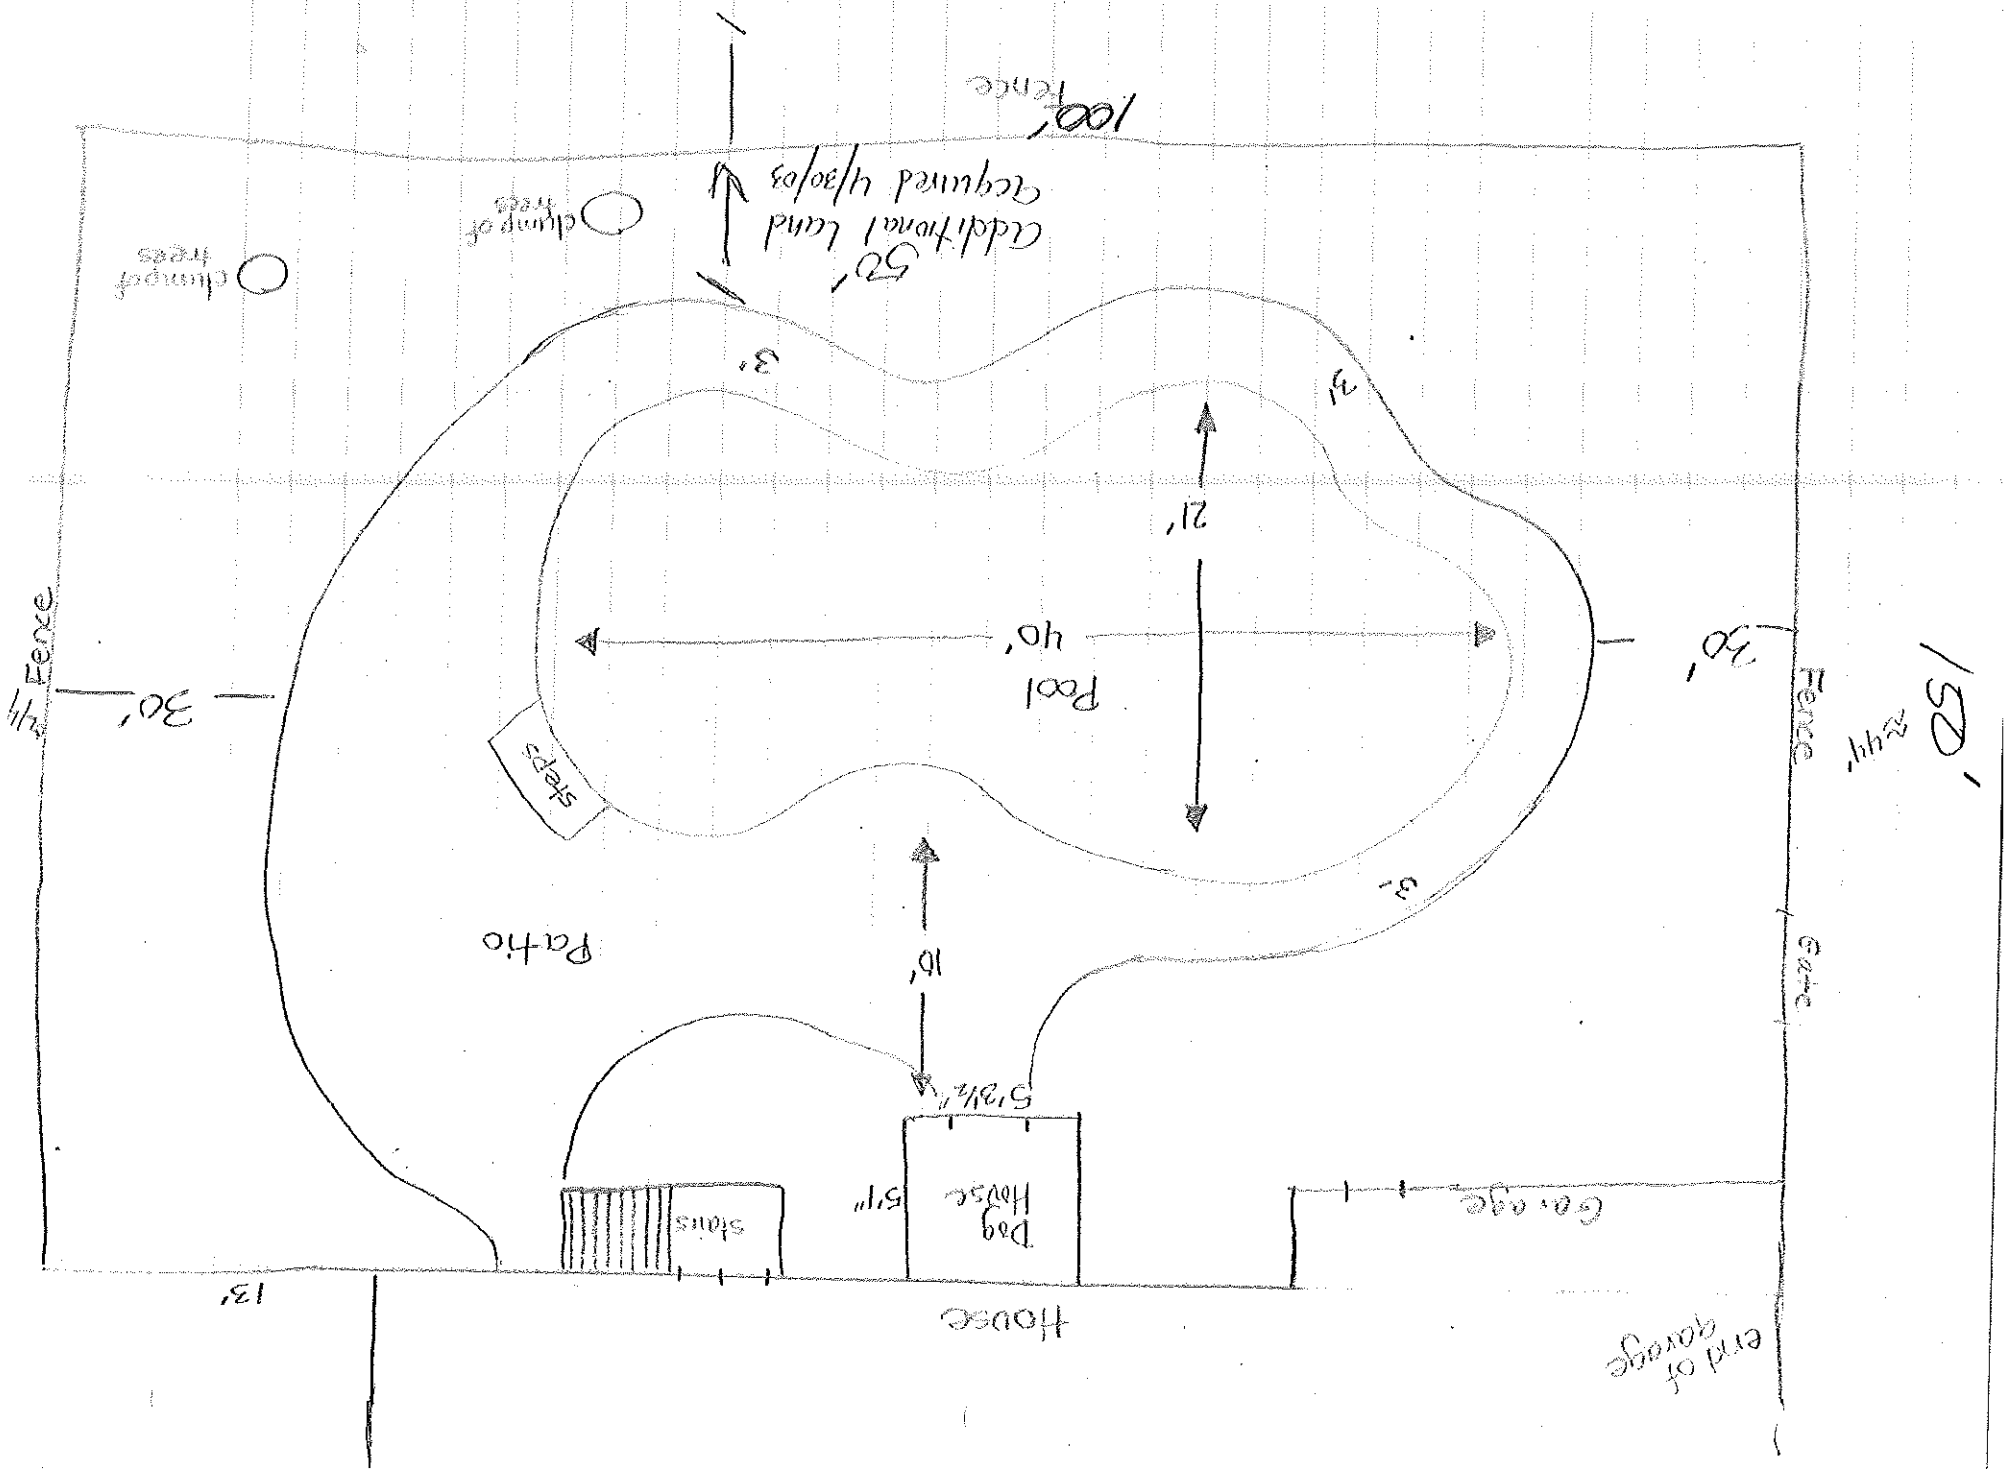 end of
garage
House
13'
Garage
Dog
House
5'1"
stairs
5'3½"
Gate
10'
Patio
3'
steps
Pool
40'
30'
30'
Fence
≈44'
150'
Fence
21'
3'
3'
50'
additional land
acquired 4/30/03
clump of
trees
clump of
trees
100'
Fence